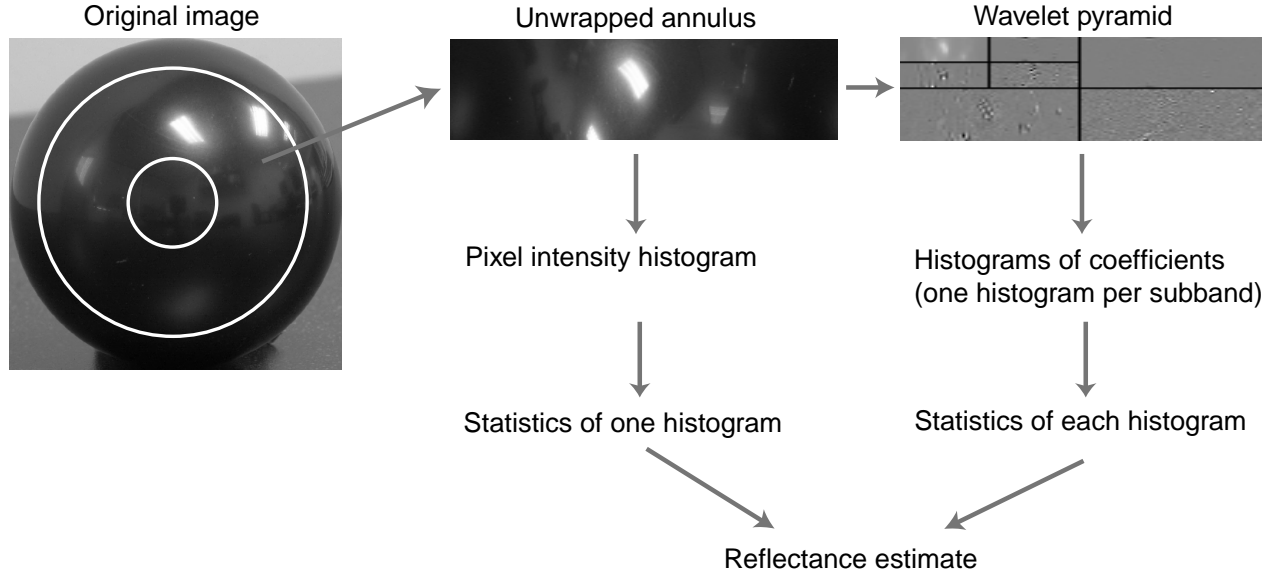 Original image
Unwrapped annulus
Wavelet pyramid
Pixel intensity histogram
Histograms of coefficients
(one histogram per subband)
Statistics of one histogram
Statistics of each histogram
Reflectance estimate